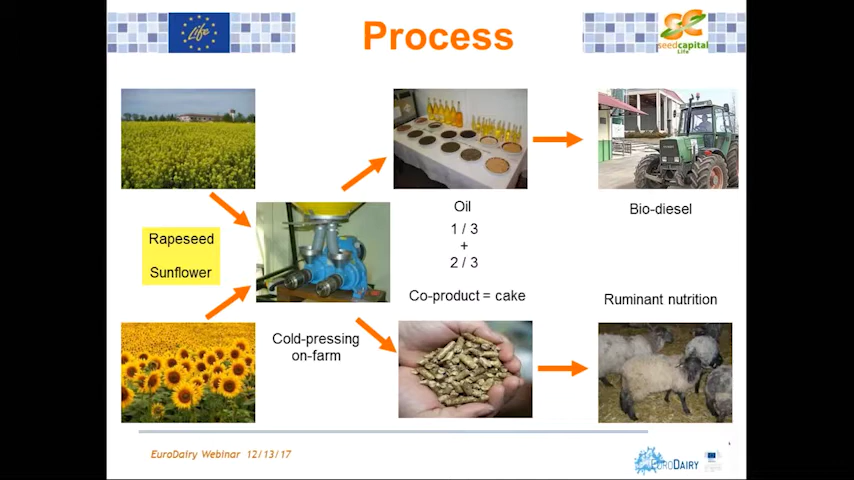 Life
Process
seedcapital
Life
Rapeseed
Sunflower
Cold-pressing
on-farm
Oil
1 / 3
+
2 / 3
Co-product = cake
Bio-diesel
Ruminant nutrition
EuroDairy Webinar 12/13/17
EURODAIRY